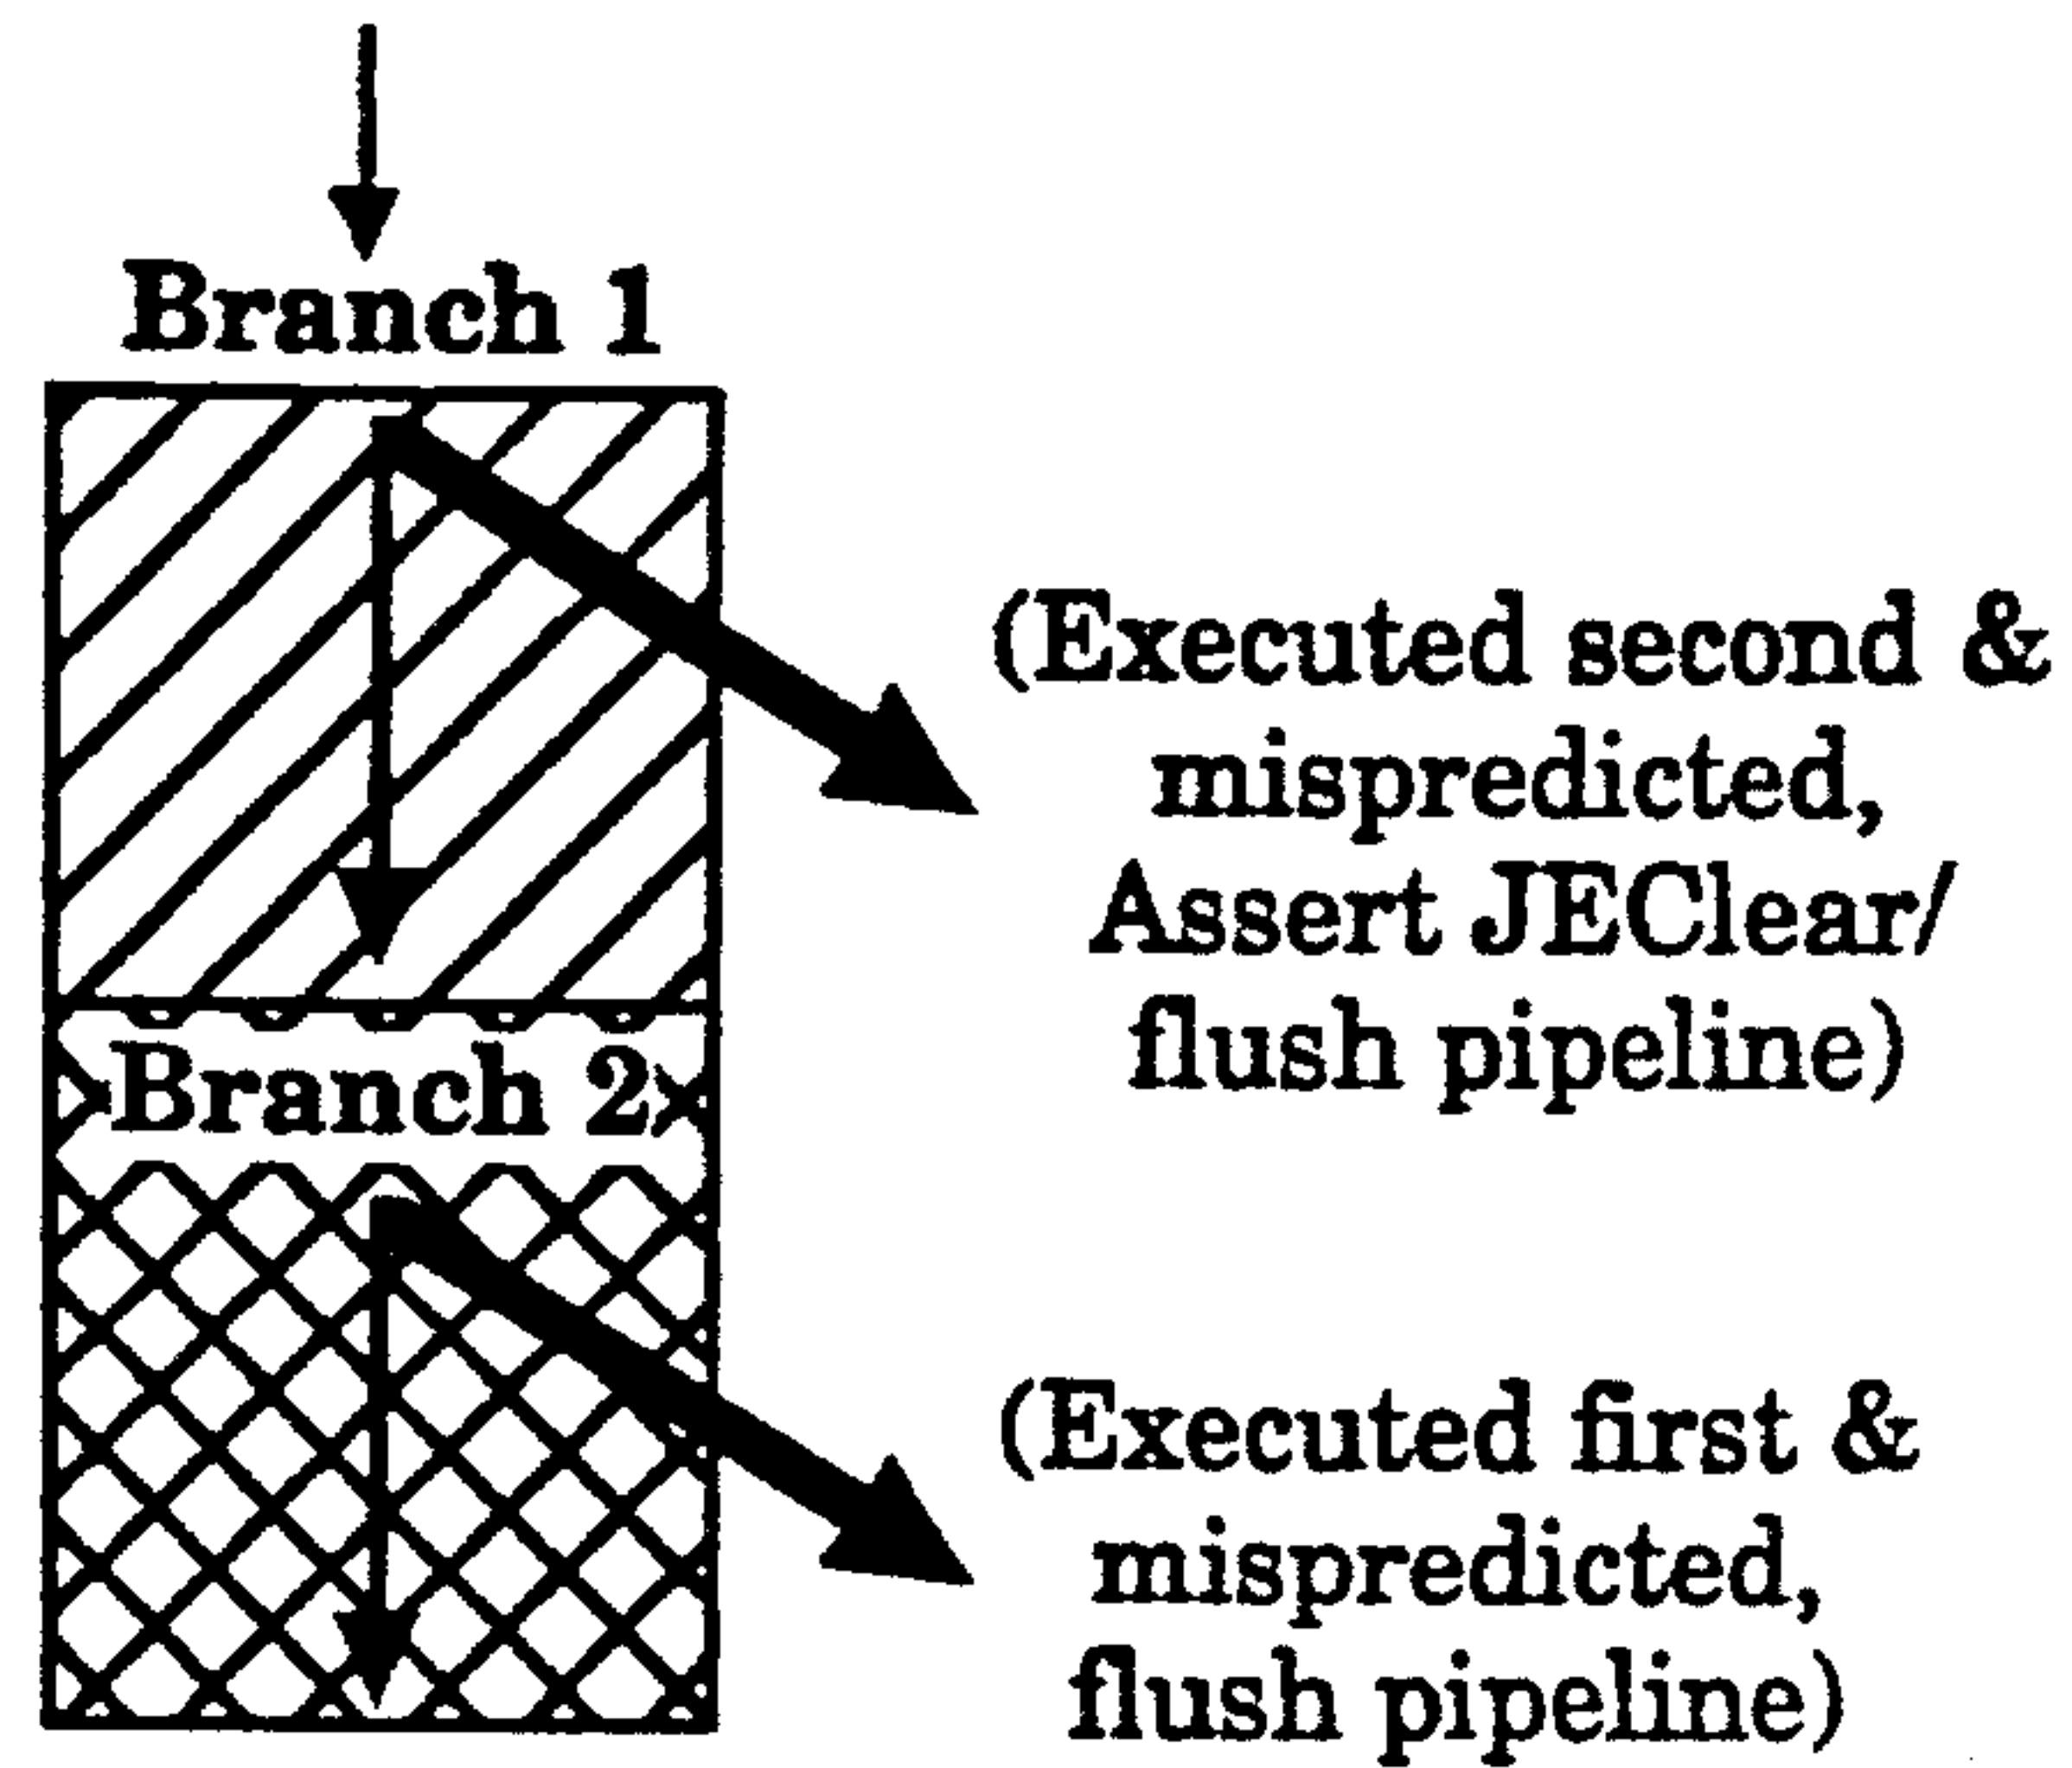 Branch 1
(Executed second &
mispredicted,
Assert JEClear/
flush pipeline)
Branch 2
(Executed first &
mispredicted,
flush pipeline)